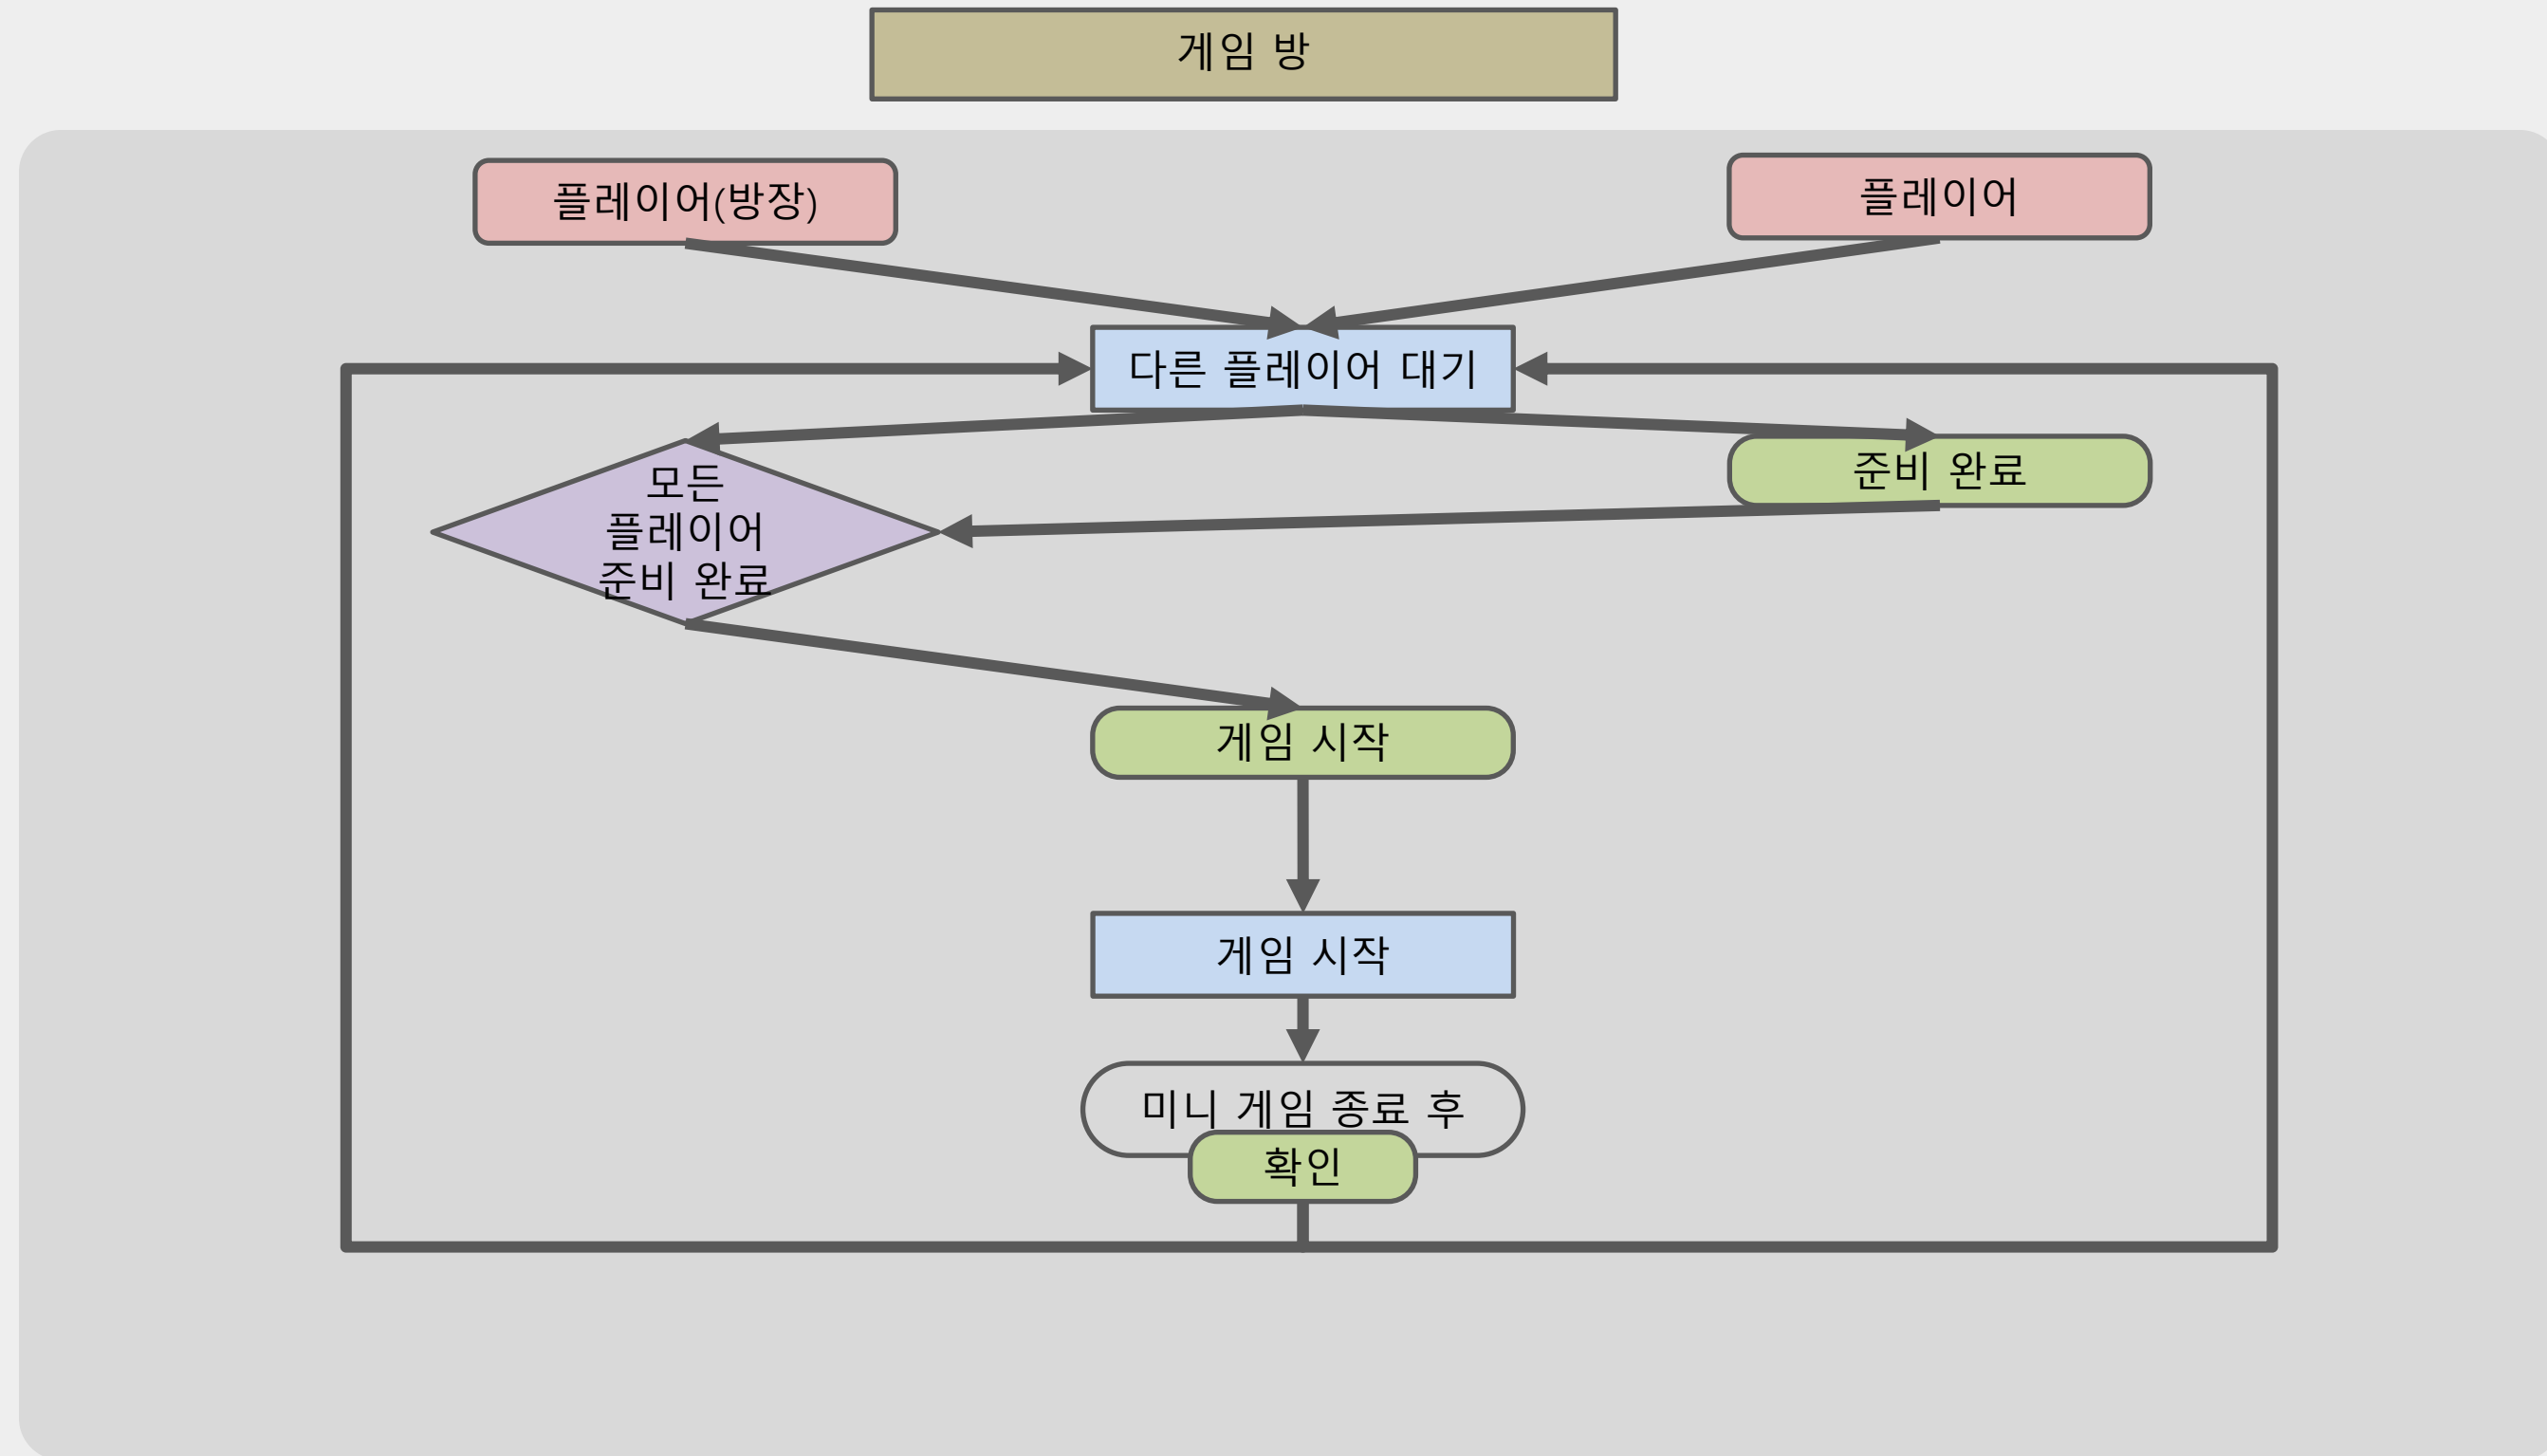 게임 방
플레이어(방장)
플레이어
다른 플레이어 대기
모든
플레이어
준비 완료
준비 완료
게임 시작
게임 시작
미니 게임 종료 후
확인